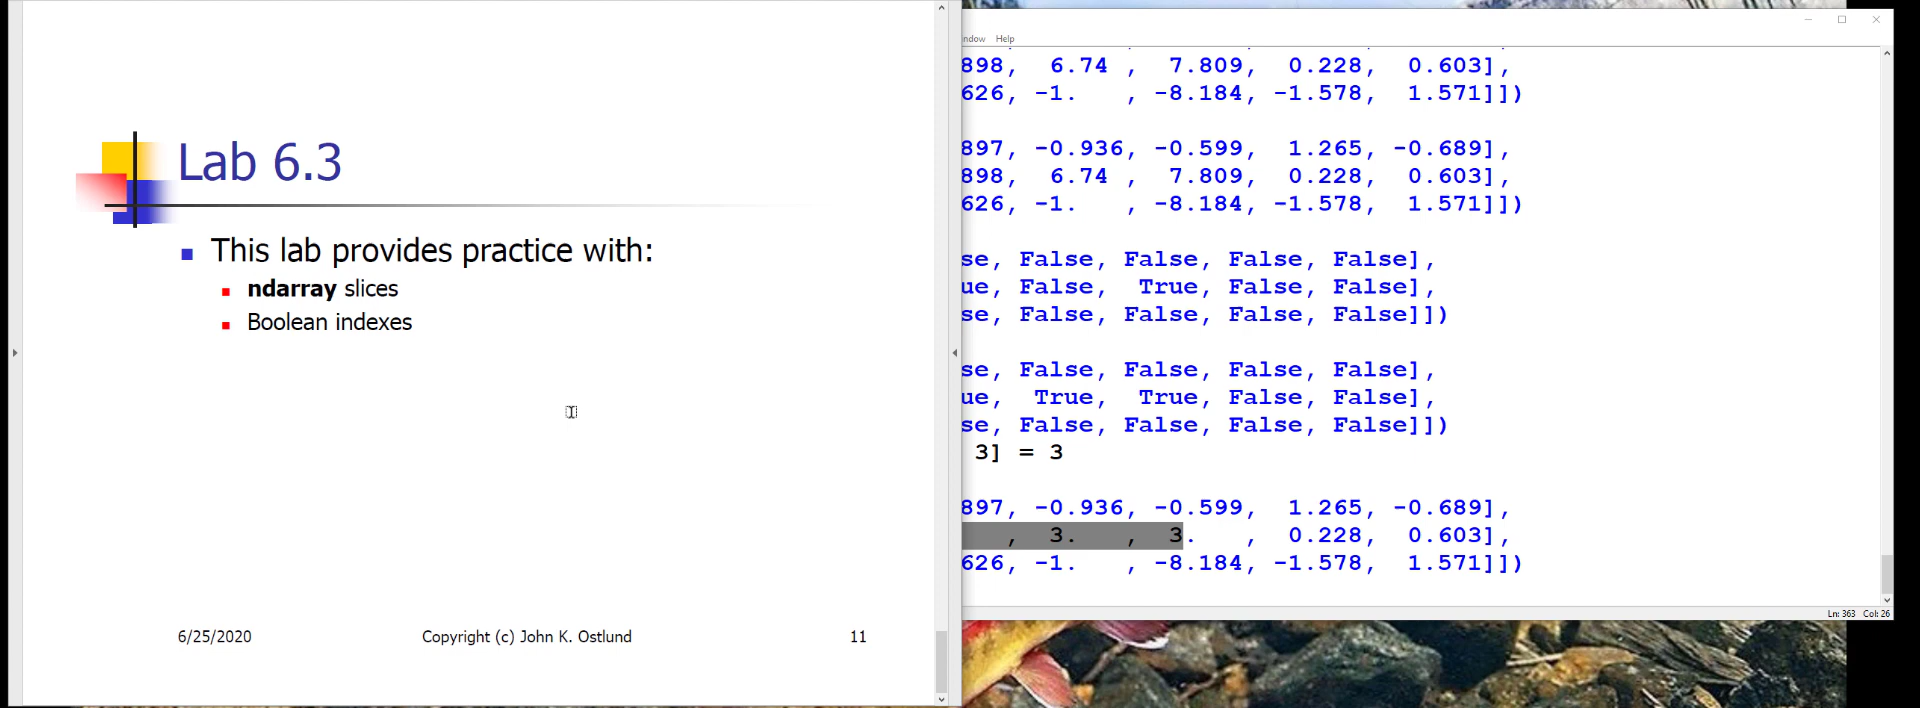 Lab 6.3
This lab provides practice with:
ndarray slices
Boolean indexes
6/25/2020 Copyright (c) John K. Ostlund 11
ndow Help
898, 6.74 , 7.809, 0.228, 0.603],
626, -1. , -8.184, -1.578, 1.571]])
897, -0.936, -0.599, 1.265, -0.689],
898, 6.74 , 7.809, 0.228, 0.603],
626, -1. , -8.184, -1.578, 1.571]])
se, False, False, False, False],
ue, False, True, False, False],
se, False, False, False, False]])
se, False, False, False, False],
ue, True, True, False, False],
se, False, False, False, False]])
3] = 3
897, -0.936, -0.599, 1.265, -0.689],
, 3. , 3. , 0.228, 0.603],
626, -1. , -8.184, -1.578, 1.571]])
Ln: 363 Col: 26